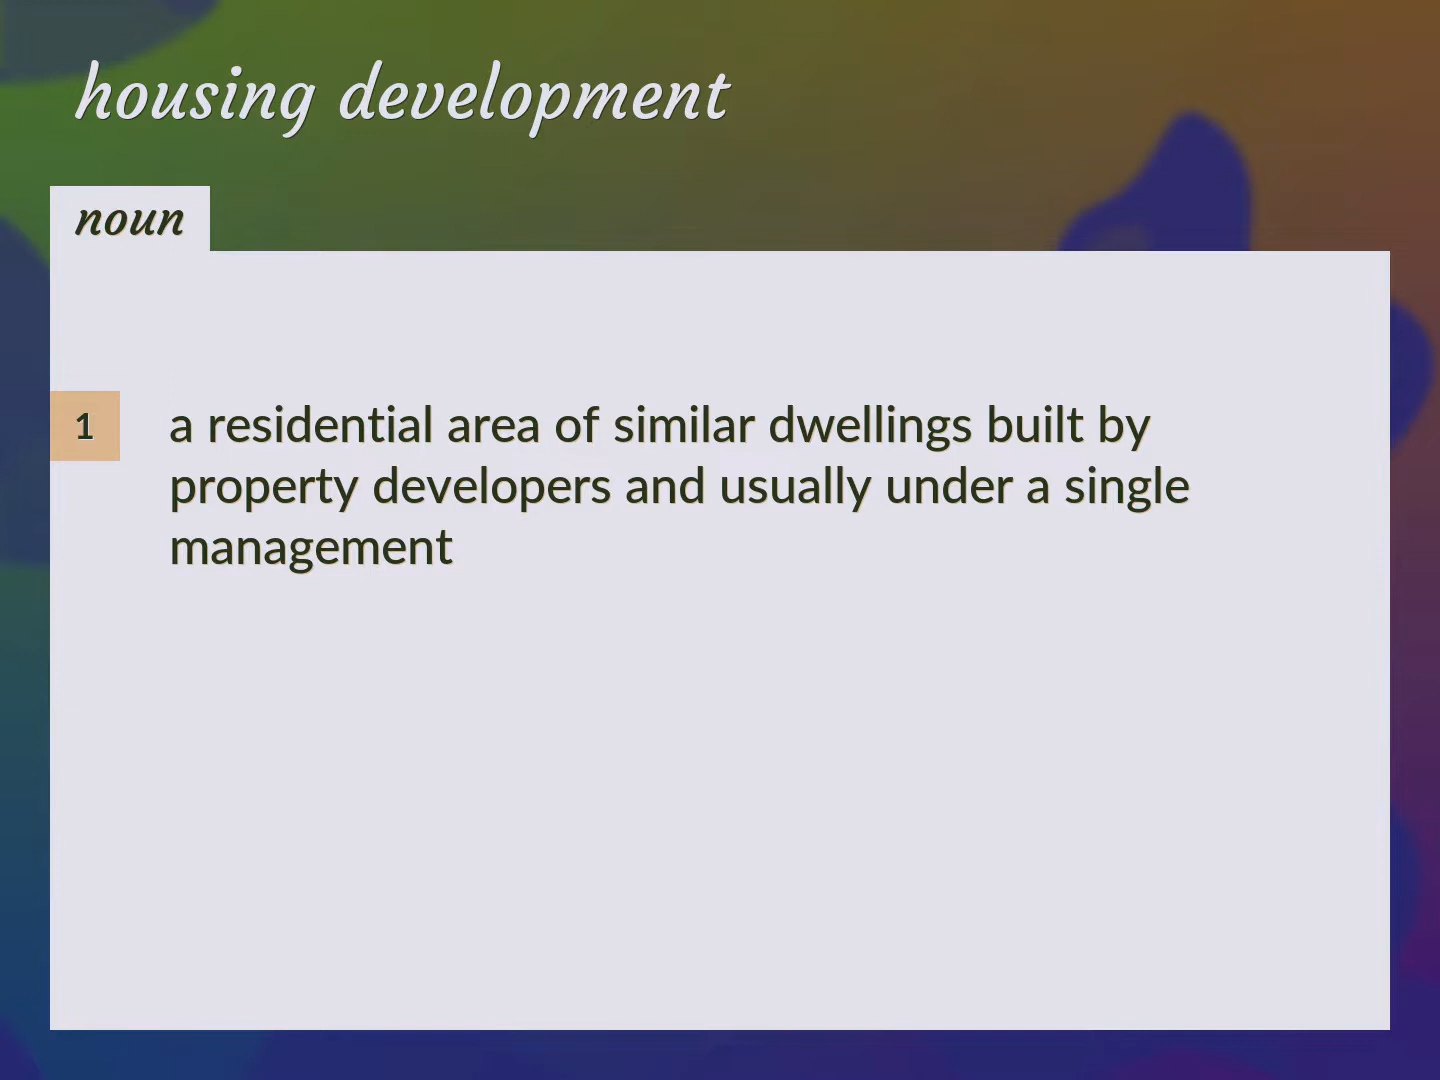 housing development
noun
1
a residential area of similar dwellings built by
property developers and usually under a single
management